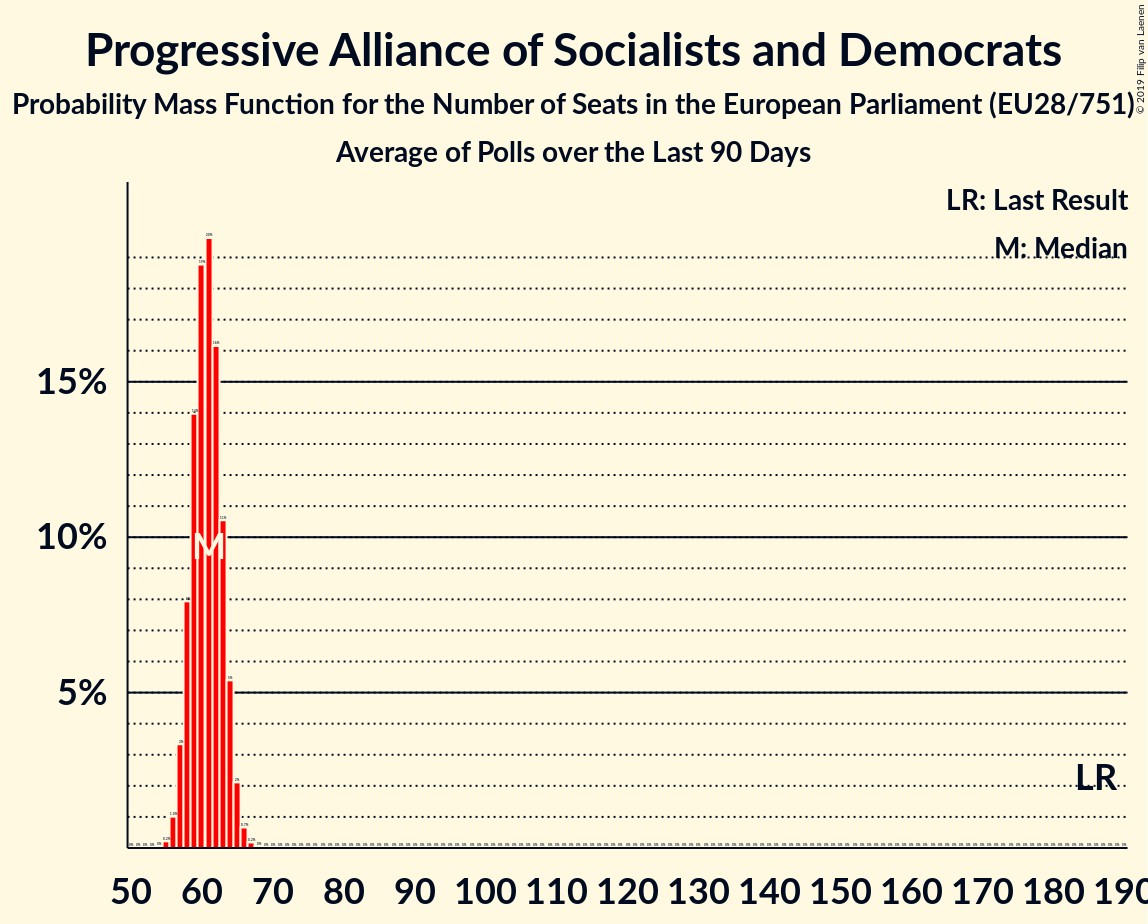 Progressive Alliance of Socialists and Democrats
Probability Mass Function for the Number of Seats in the European Parliament (EU28/751)
Average of Polls over the Last 90 Days
© 2019 Filip van Laenen
LR: Last Result
M: Median
15%
10%
5%
M
LR
50 60 70 80 90 100 110 120 130 140 150 160 170 180 190